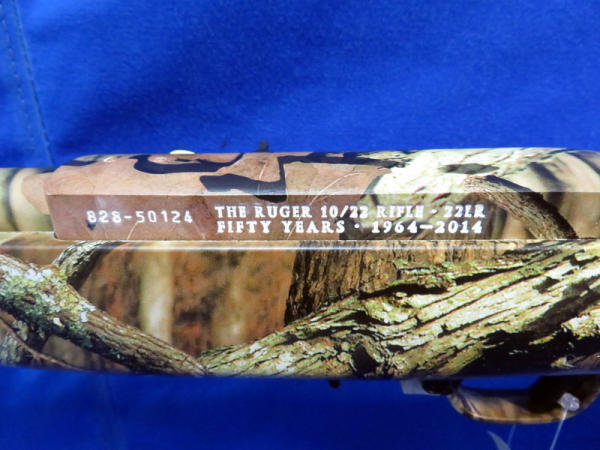 828-50124
THE RUGER 10/22 RIFLE · 22LR
FIFTY YEARS · 1964–2014